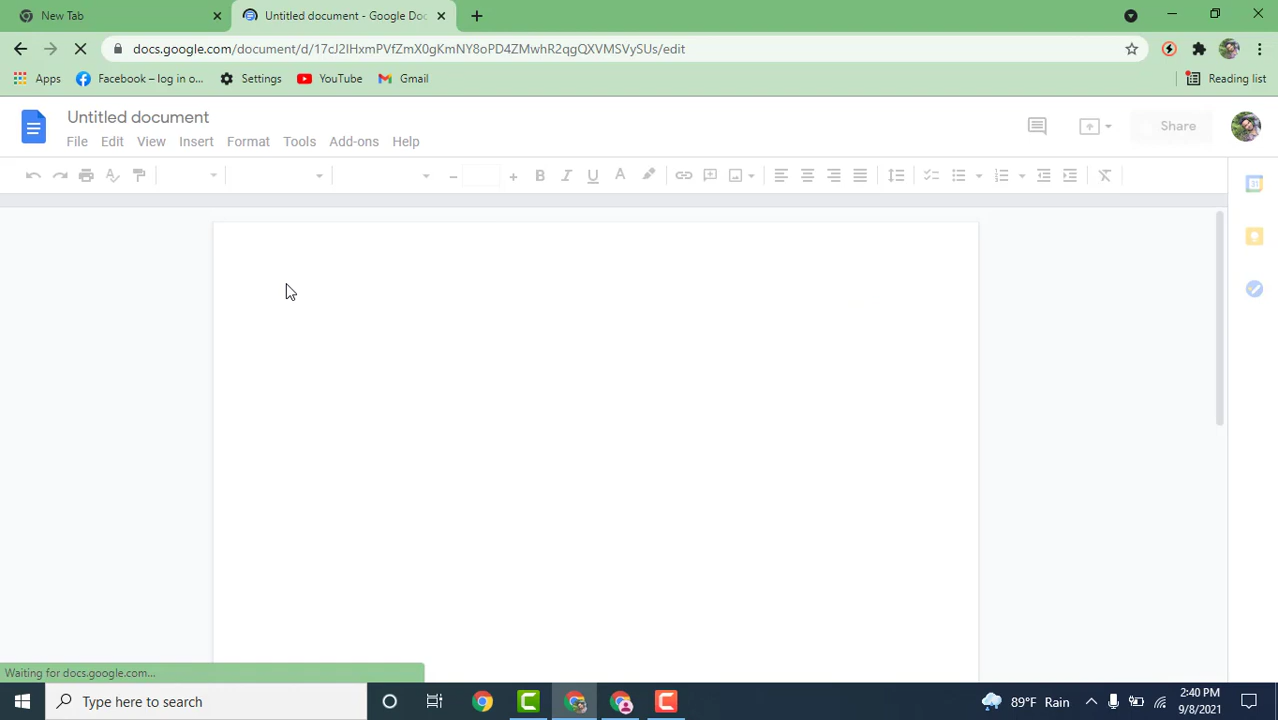 New Tab
Untitled document - Google Doc
docs.google.com/document/d/17cJ2IHxmPVfZmX0gKmNY8oPD4ZMwhR2qgQXVMSVySUs/edit
Apps
Facebook – log in o...
Settings
YouTube
Gmail
Reading list
Untitled document
File
Edit
View
Insert
Format
Tools
Add-ons
Help
Share
Waiting for docs.google.com...
Type here to search
89°F Rain
2:40 PM
9/8/2021